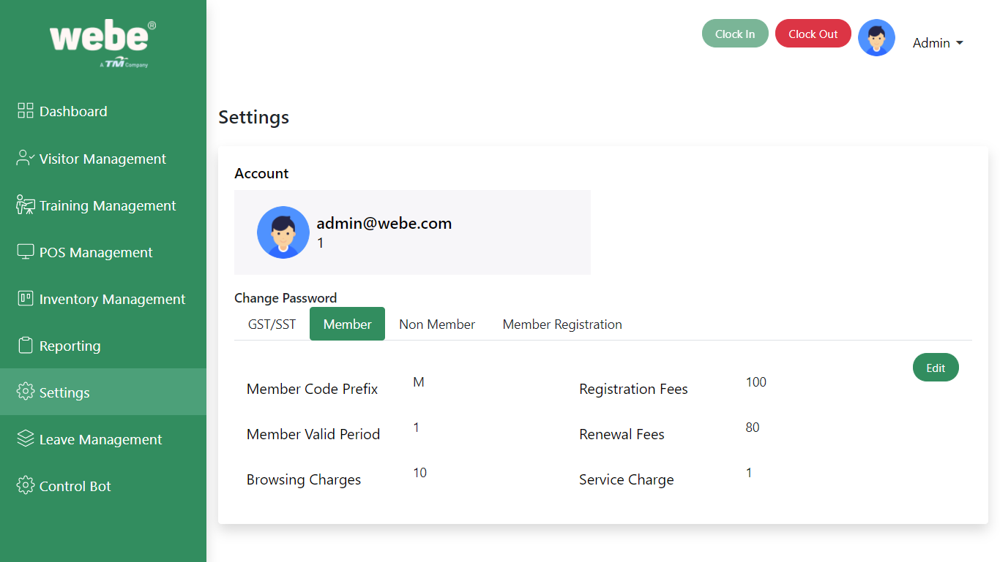 webe®
A TM Company
Dashboard
Visitor Management
Training Management
POS Management
Inventory Management
Reporting
Settings
Leave Management
Control Bot
Clock In
Clock Out
Admin
Settings
Account
admin@webe.com
1
Change Password
GST/SST Member Non Member Member Registration
Edit
Member Code Prefix M Registration Fees 100
Member Valid Period 1 Renewal Fees 80
Browsing Charges 10 Service Charge 1